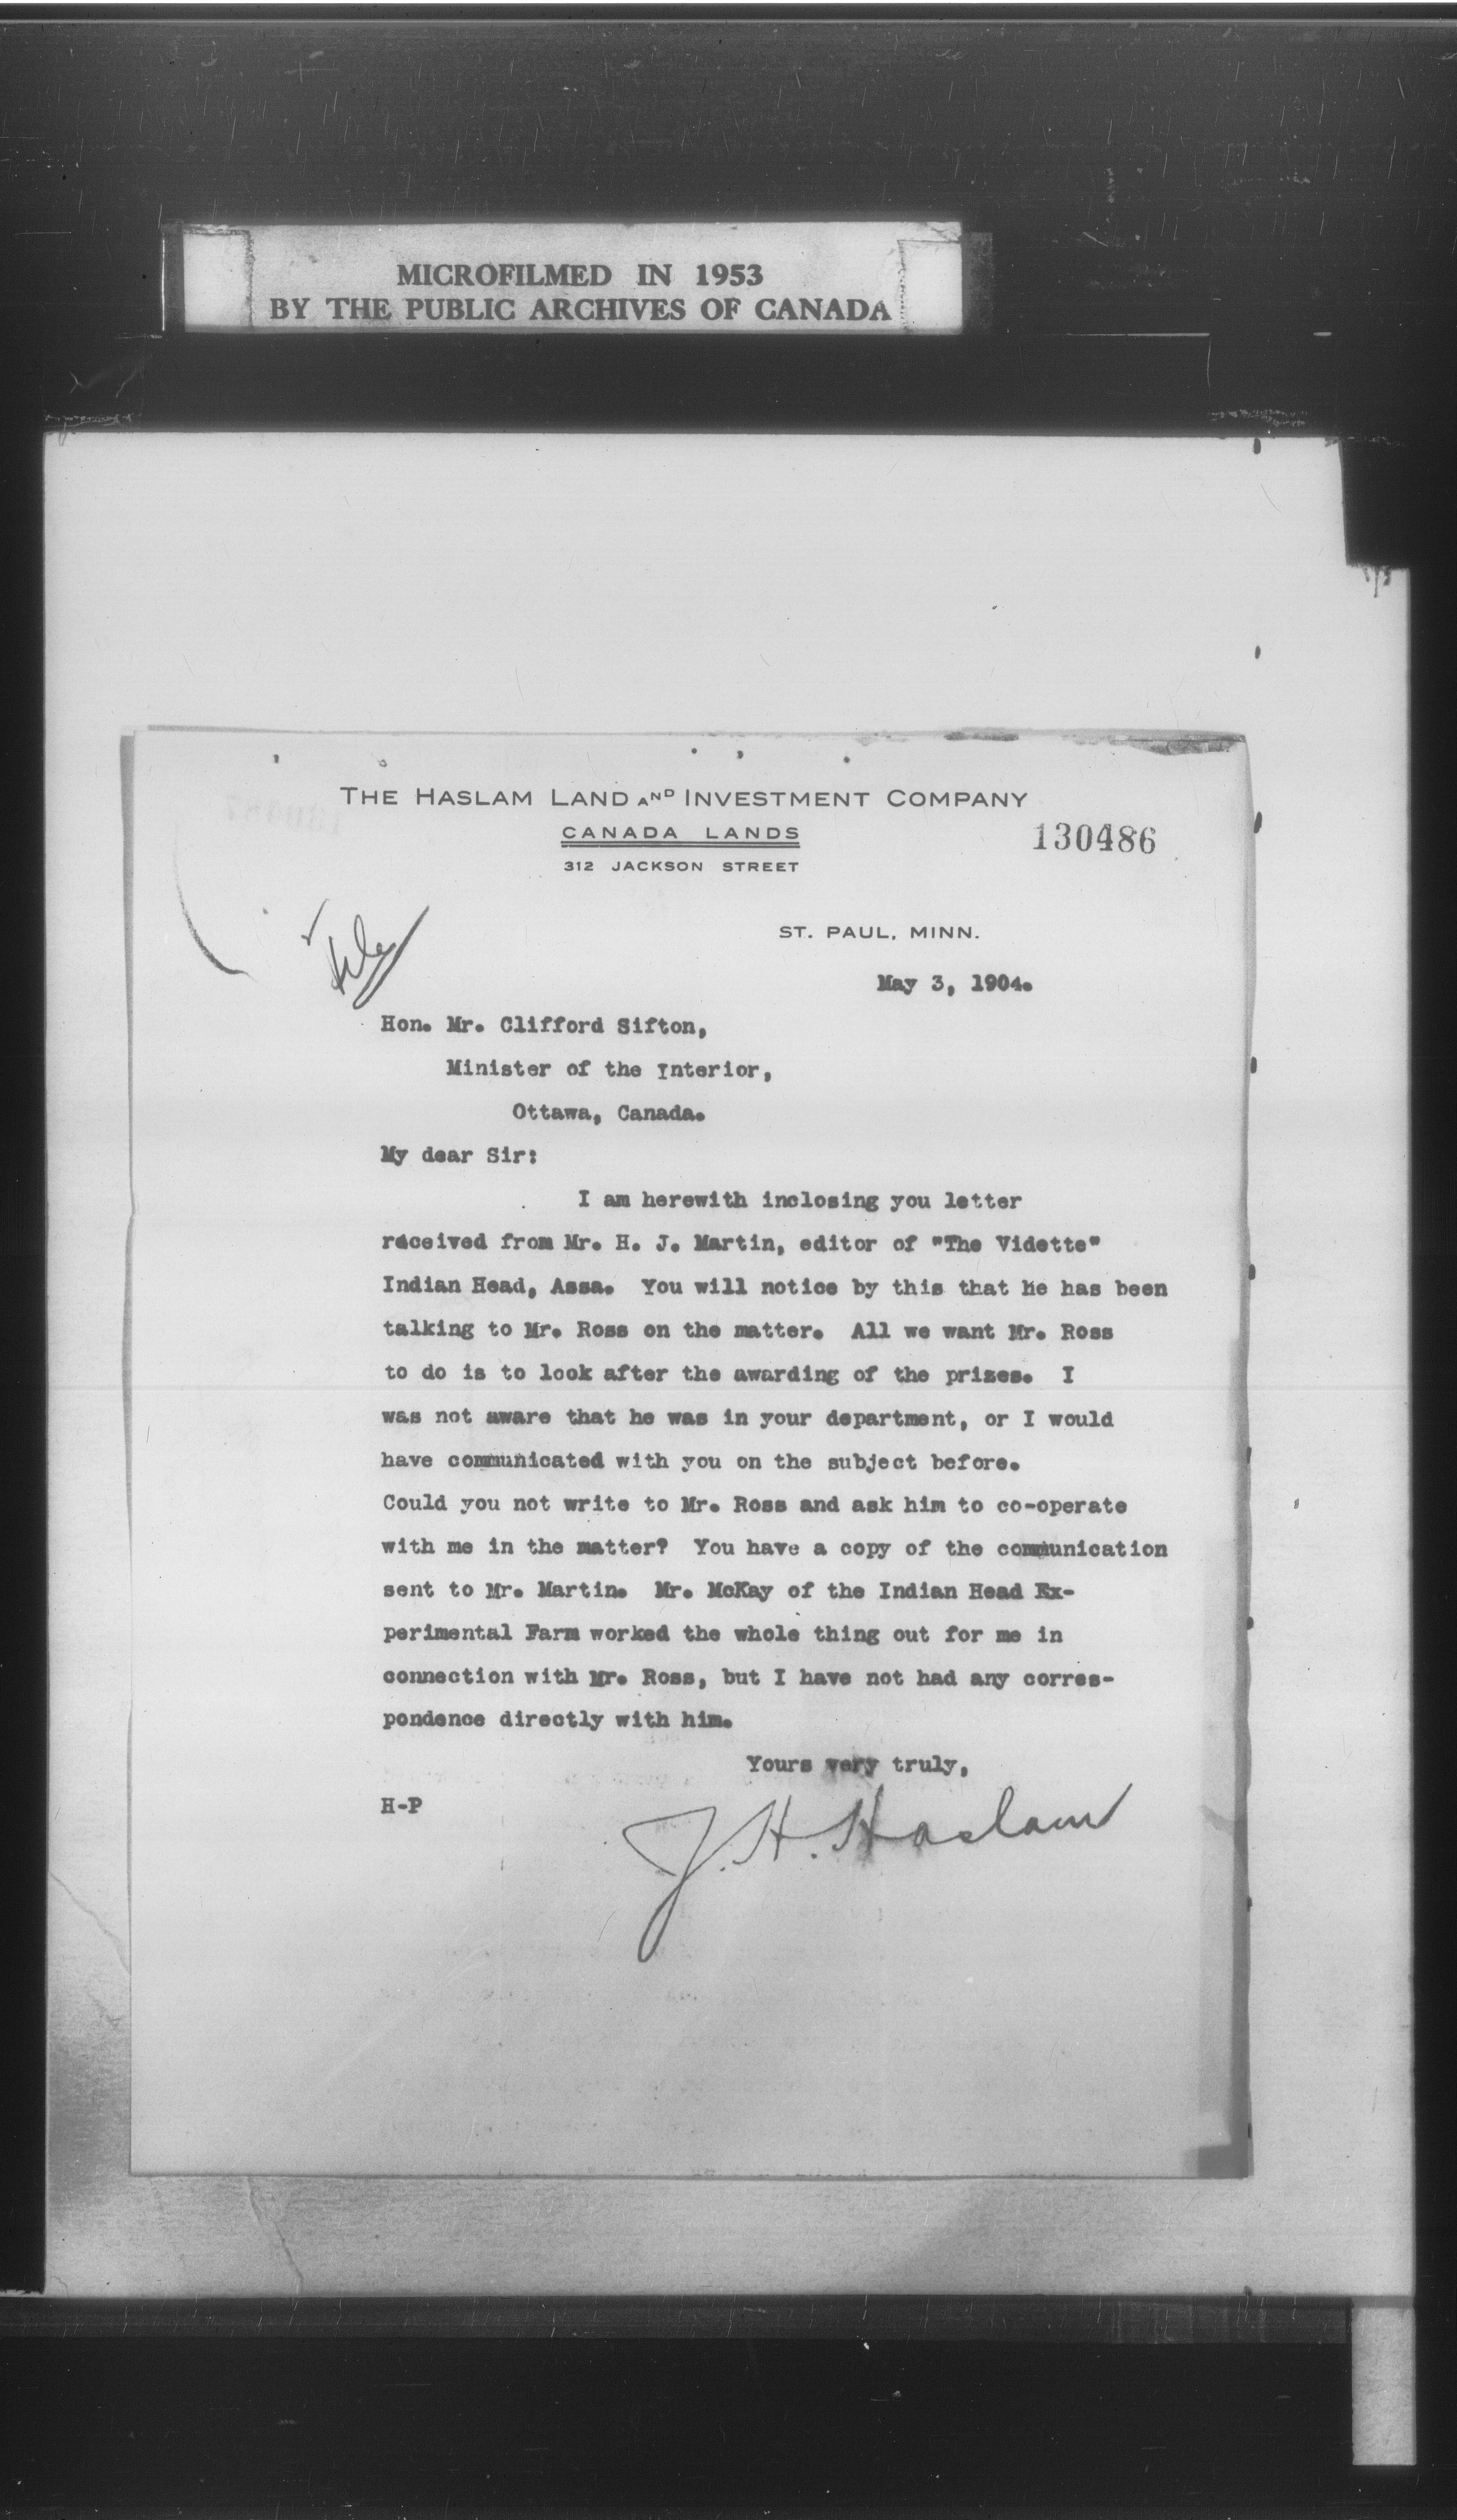 MICROFILMED IN 1953
BY THE PUBLIC ARCHIVES OF CANADA
THE HASLAM LAND AND INVESTMENT COMPANY
CANADA LANDS
130486
312 JACKSON STREET
File
ST. PAUL, MINN.
May 3, 1904.
Hon. Mr. Clifford Sifton,
Minister of the Interior,
Ottawa, Canada.
My dear Sir:
I am herewith inclosing you letter
received from Mr. H. J. Martin, editor of "The Vidette"
Indian Head, Assa. You will notice by this that he has been
talking to Mr. Ross on the matter. All we want Mr. Ross
to do is to look after the awarding of the prizes. I
was not aware that he was in your department, or I would
have communicated with you on the subject before.
Could you not write to Mr. Ross and ask him to co-operate
with me in the matter? You have a copy of the communication
sent to Mr. Martin. Mr. McKay of the Indian Head Ex-
perimental Farm worked the whole thing out for me in
connection with Mr. Ross, but I have not had any corres-
pondence directly with him.
Yours very truly,
H-P
J. H. Haslam